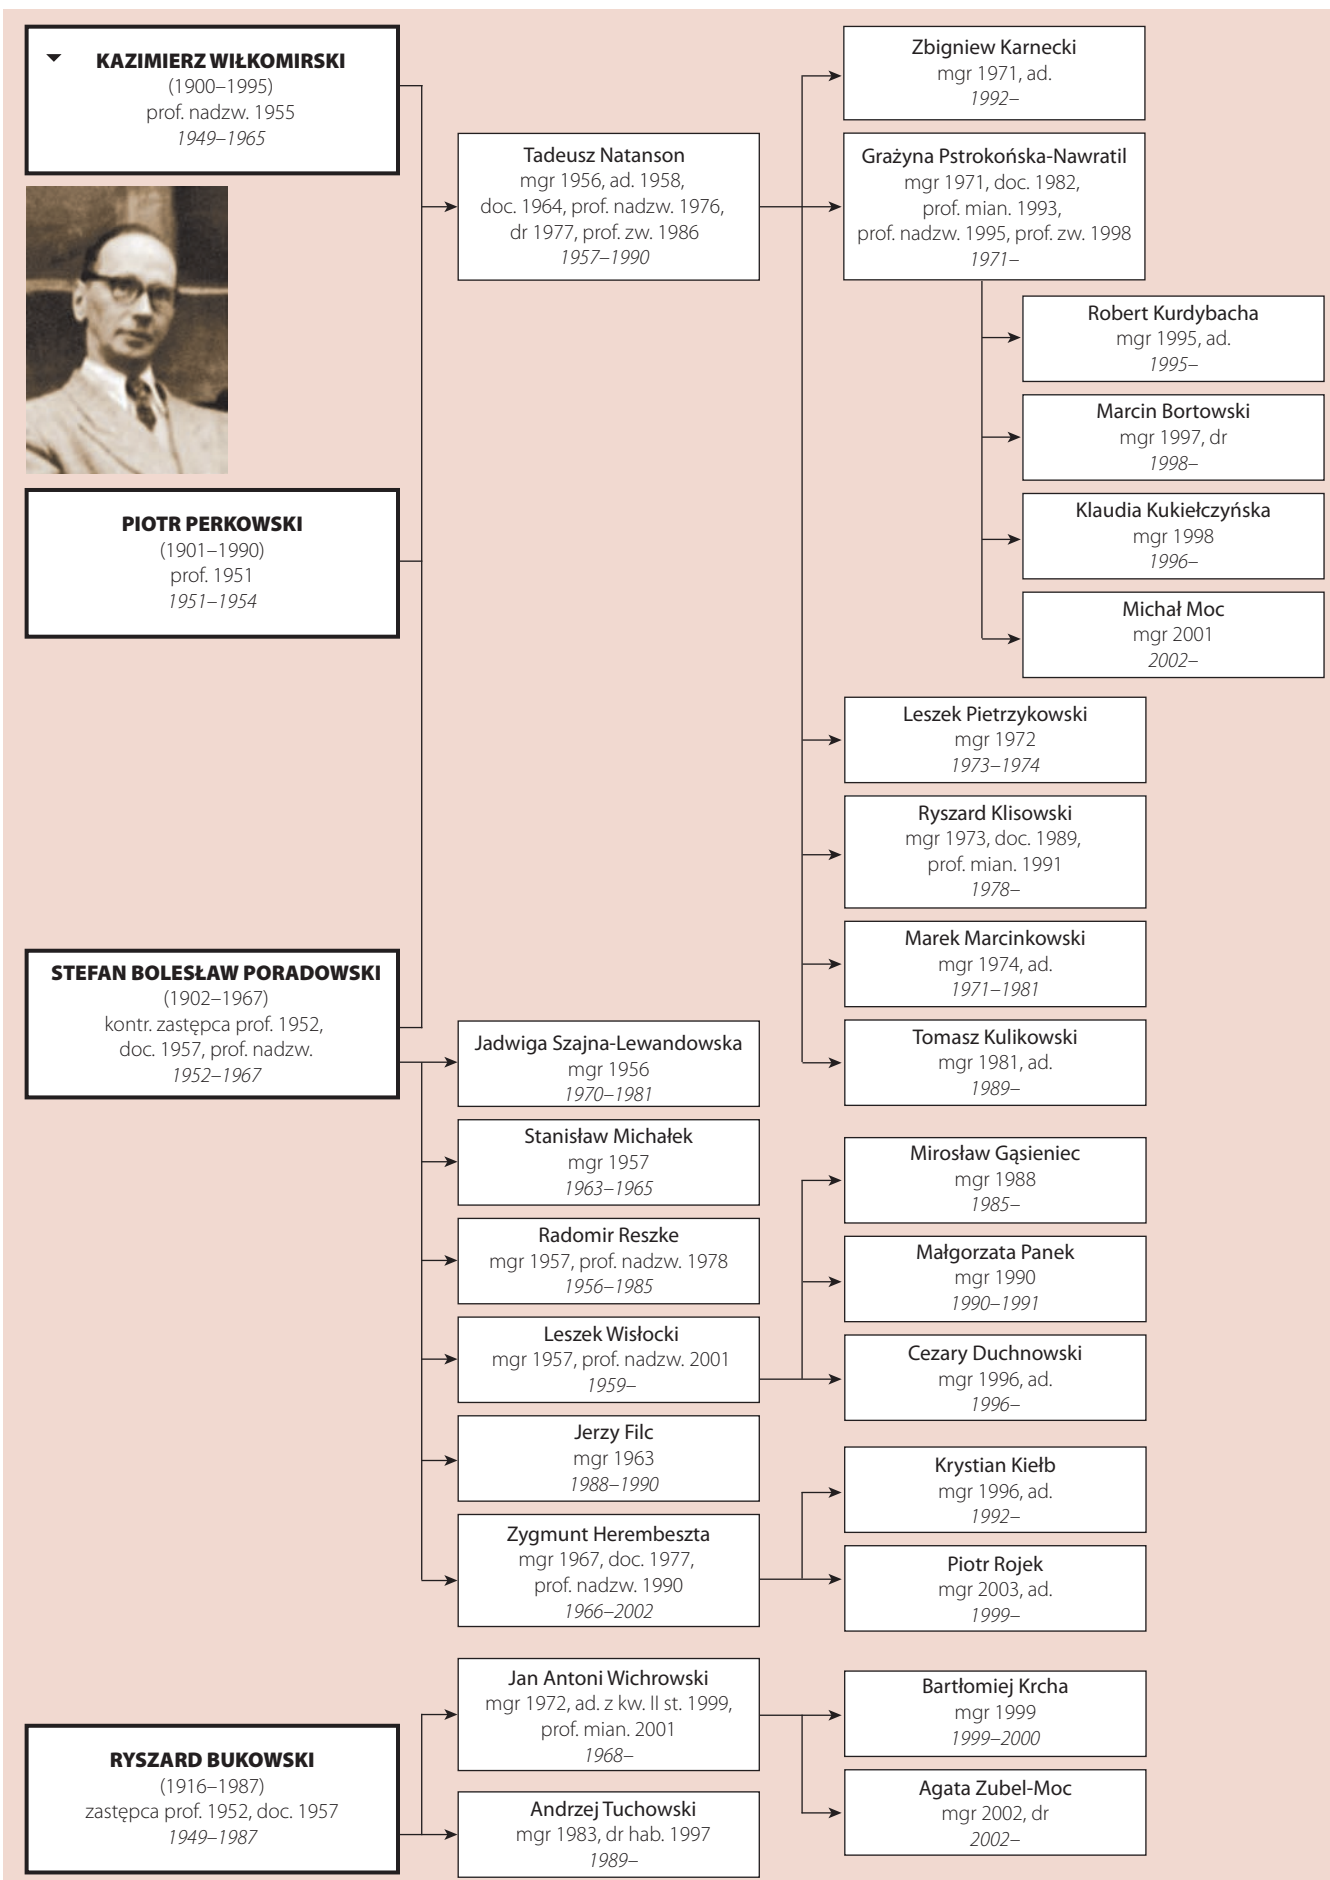 KAZIMIERZ WIŁKOMIRSKI
(1900–1995)
prof. nadzw. 1955
1949–1965
PIOTR PERKOWSKI
(1901–1990)
prof. 1951
1951–1954
STEFAN BOLESŁAW PORADOWSKI
(1902–1967)
kontr. zastępca prof. 1952,
doc. 1957, prof. nadzw.
1952–1967
RYSZARD BUKOWSKI
(1916–1987)
zastępca prof. 1952, doc. 1957
1949–1987
Tadeusz Natanson
mgr 1956, ad. 1958,
doc. 1964, prof. nadzw. 1976,
dr 1977, prof. zw. 1986
1957–1990
Jadwiga Szajna-Lewandowska
mgr 1956
1970–1981
Stanisław Michałek
mgr 1957
1963–1965
Radomir Reszke
mgr 1957, prof. nadzw. 1978
1956–1985
Leszek Wisłocki
mgr 1957, prof. nadzw. 2001
1959–
Jerzy Filc
mgr 1963
1988–1990
Zygmunt Herembeszta
mgr 1967, doc. 1977,
prof. nadzw. 1990
1966–2002
Jan Antoni Wichrowski
mgr 1972, ad. z kw. II st. 1999,
prof. mian. 2001
1968–
Andrzej Tuchowski
mgr 1983, dr hab. 1997
1989–
Zbigniew Karnecki
mgr 1971, ad.
1992–
Grażyna Pstrokońska-Nawratil
mgr 1971, doc. 1982,
prof. mian. 1993,
prof. nadzw. 1995, prof. zw. 1998
1971–
Robert Kurdybacha
mgr 1995, ad.
1995–
Marcin Bortowski
mgr 1997, dr
1998–
Klaudia Kukiełczyńska
mgr 1998
1996–
Michał Moc
mgr 2001
2002–
Leszek Pietrzykowski
mgr 1972
1973–1974
Ryszard Klisowski
mgr 1973, doc. 1989,
prof. mian. 1991
1978–
Marek Marcinkowski
mgr 1974, ad.
1971–1981
Tomasz Kulikowski
mgr 1981, ad.
1989–
Mirosław Gąsieniec
mgr 1988
1985–
Małgorzata Panek
mgr 1990
1990–1991
Cezary Duchnowski
mgr 1996, ad.
1996–
Krystian Kiełb
mgr 1996, ad.
1992–
Piotr Rojek
mgr 2003, ad.
1999–
Bartłomiej Krcha
mgr 1999
1999–2000
Agata Zubel-Moc
mgr 2002, dr
2002–